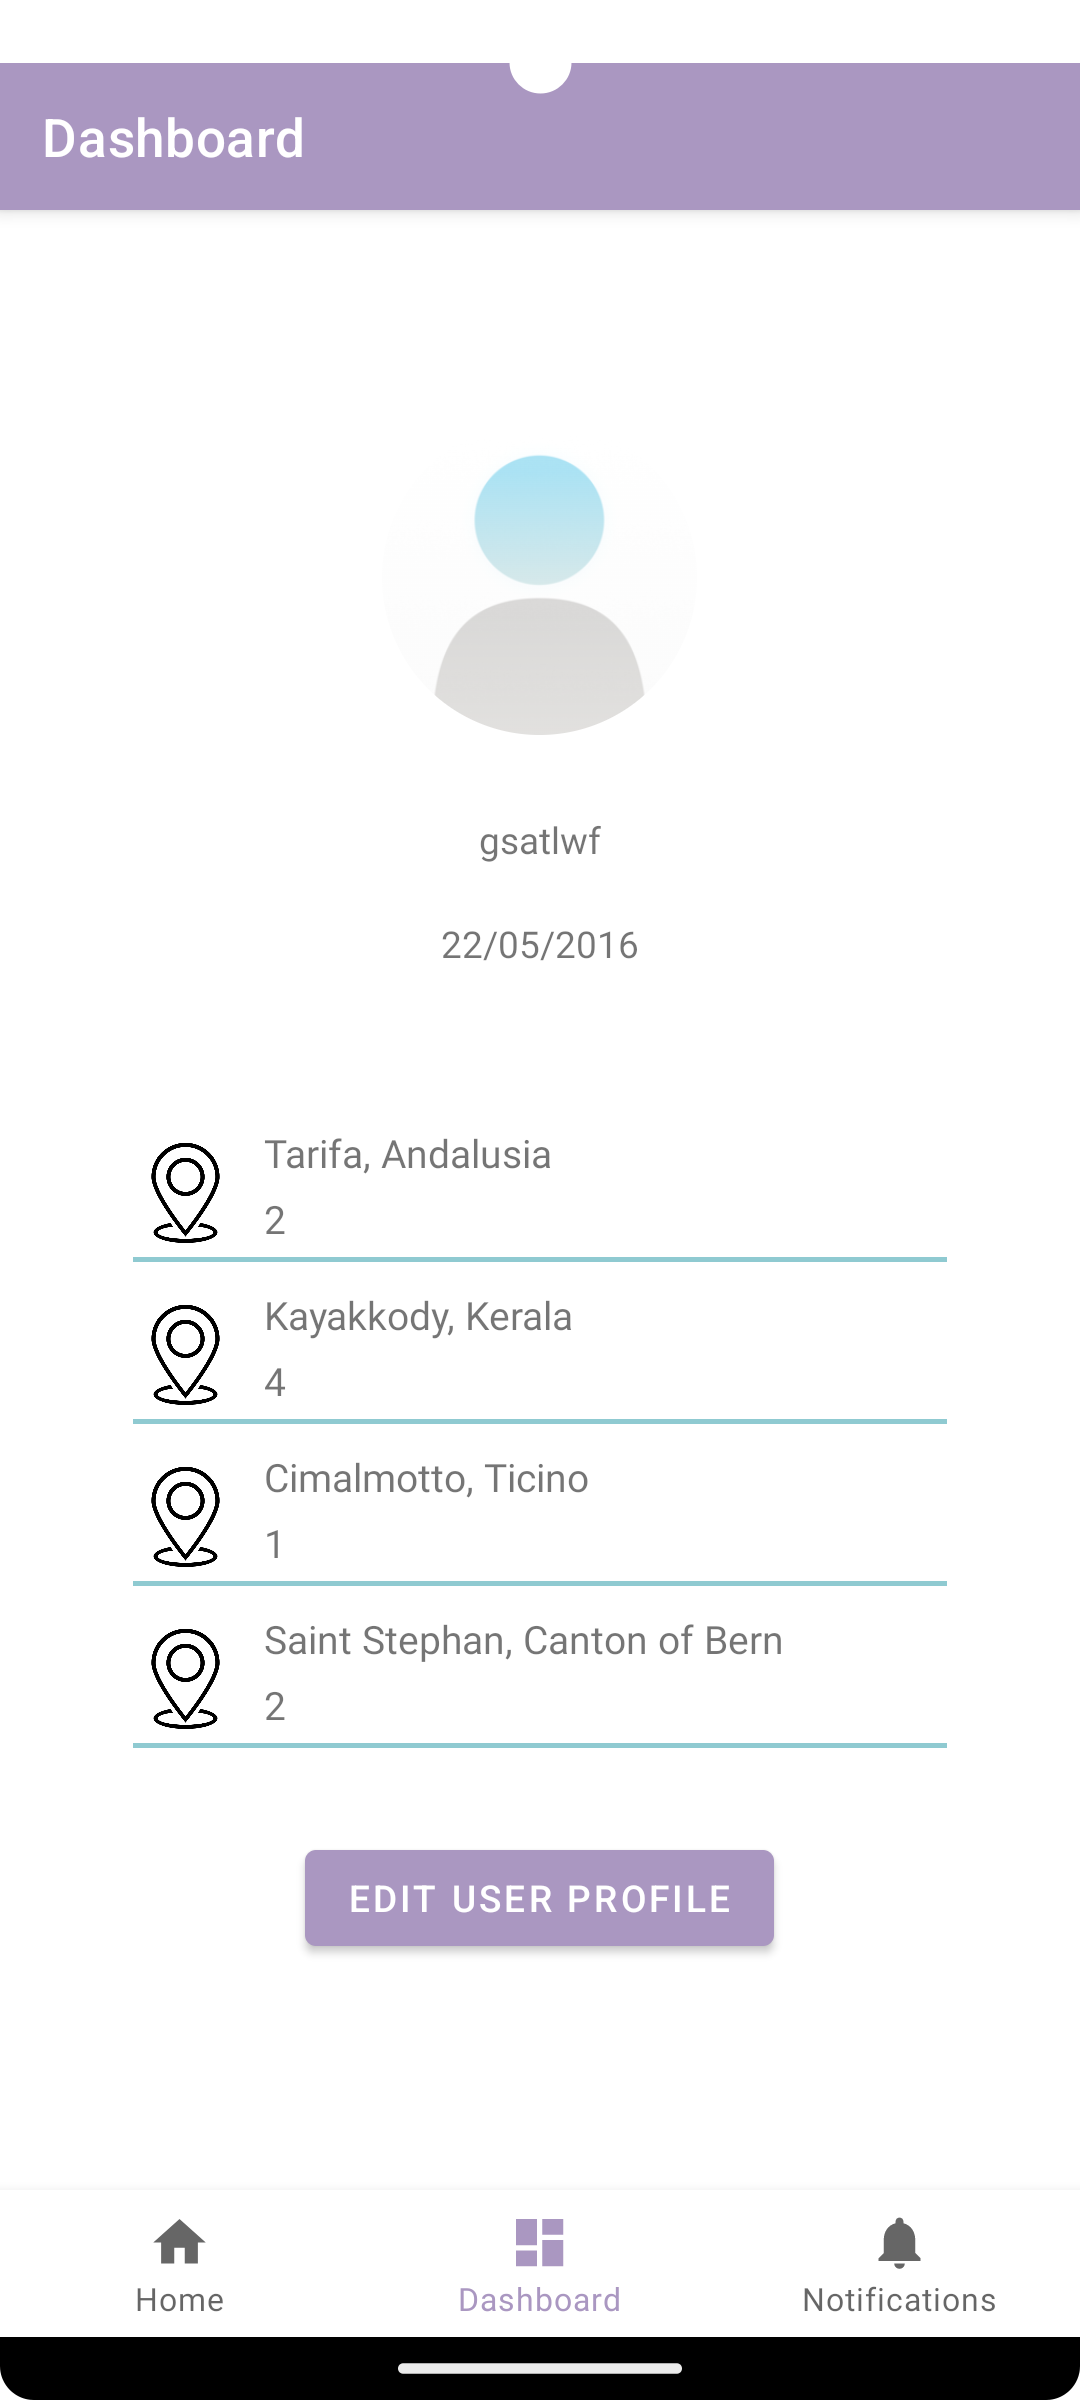 Dashboard
gsatlwf
22/05/2016
Tarifa, Andalusia
2
Kayakkody, Kerala
4
Cimalmotto, Ticino
1
Saint Stephan, Canton of Bern
2
EDIT USER PROFILE
Home
Dashboard
Notifications